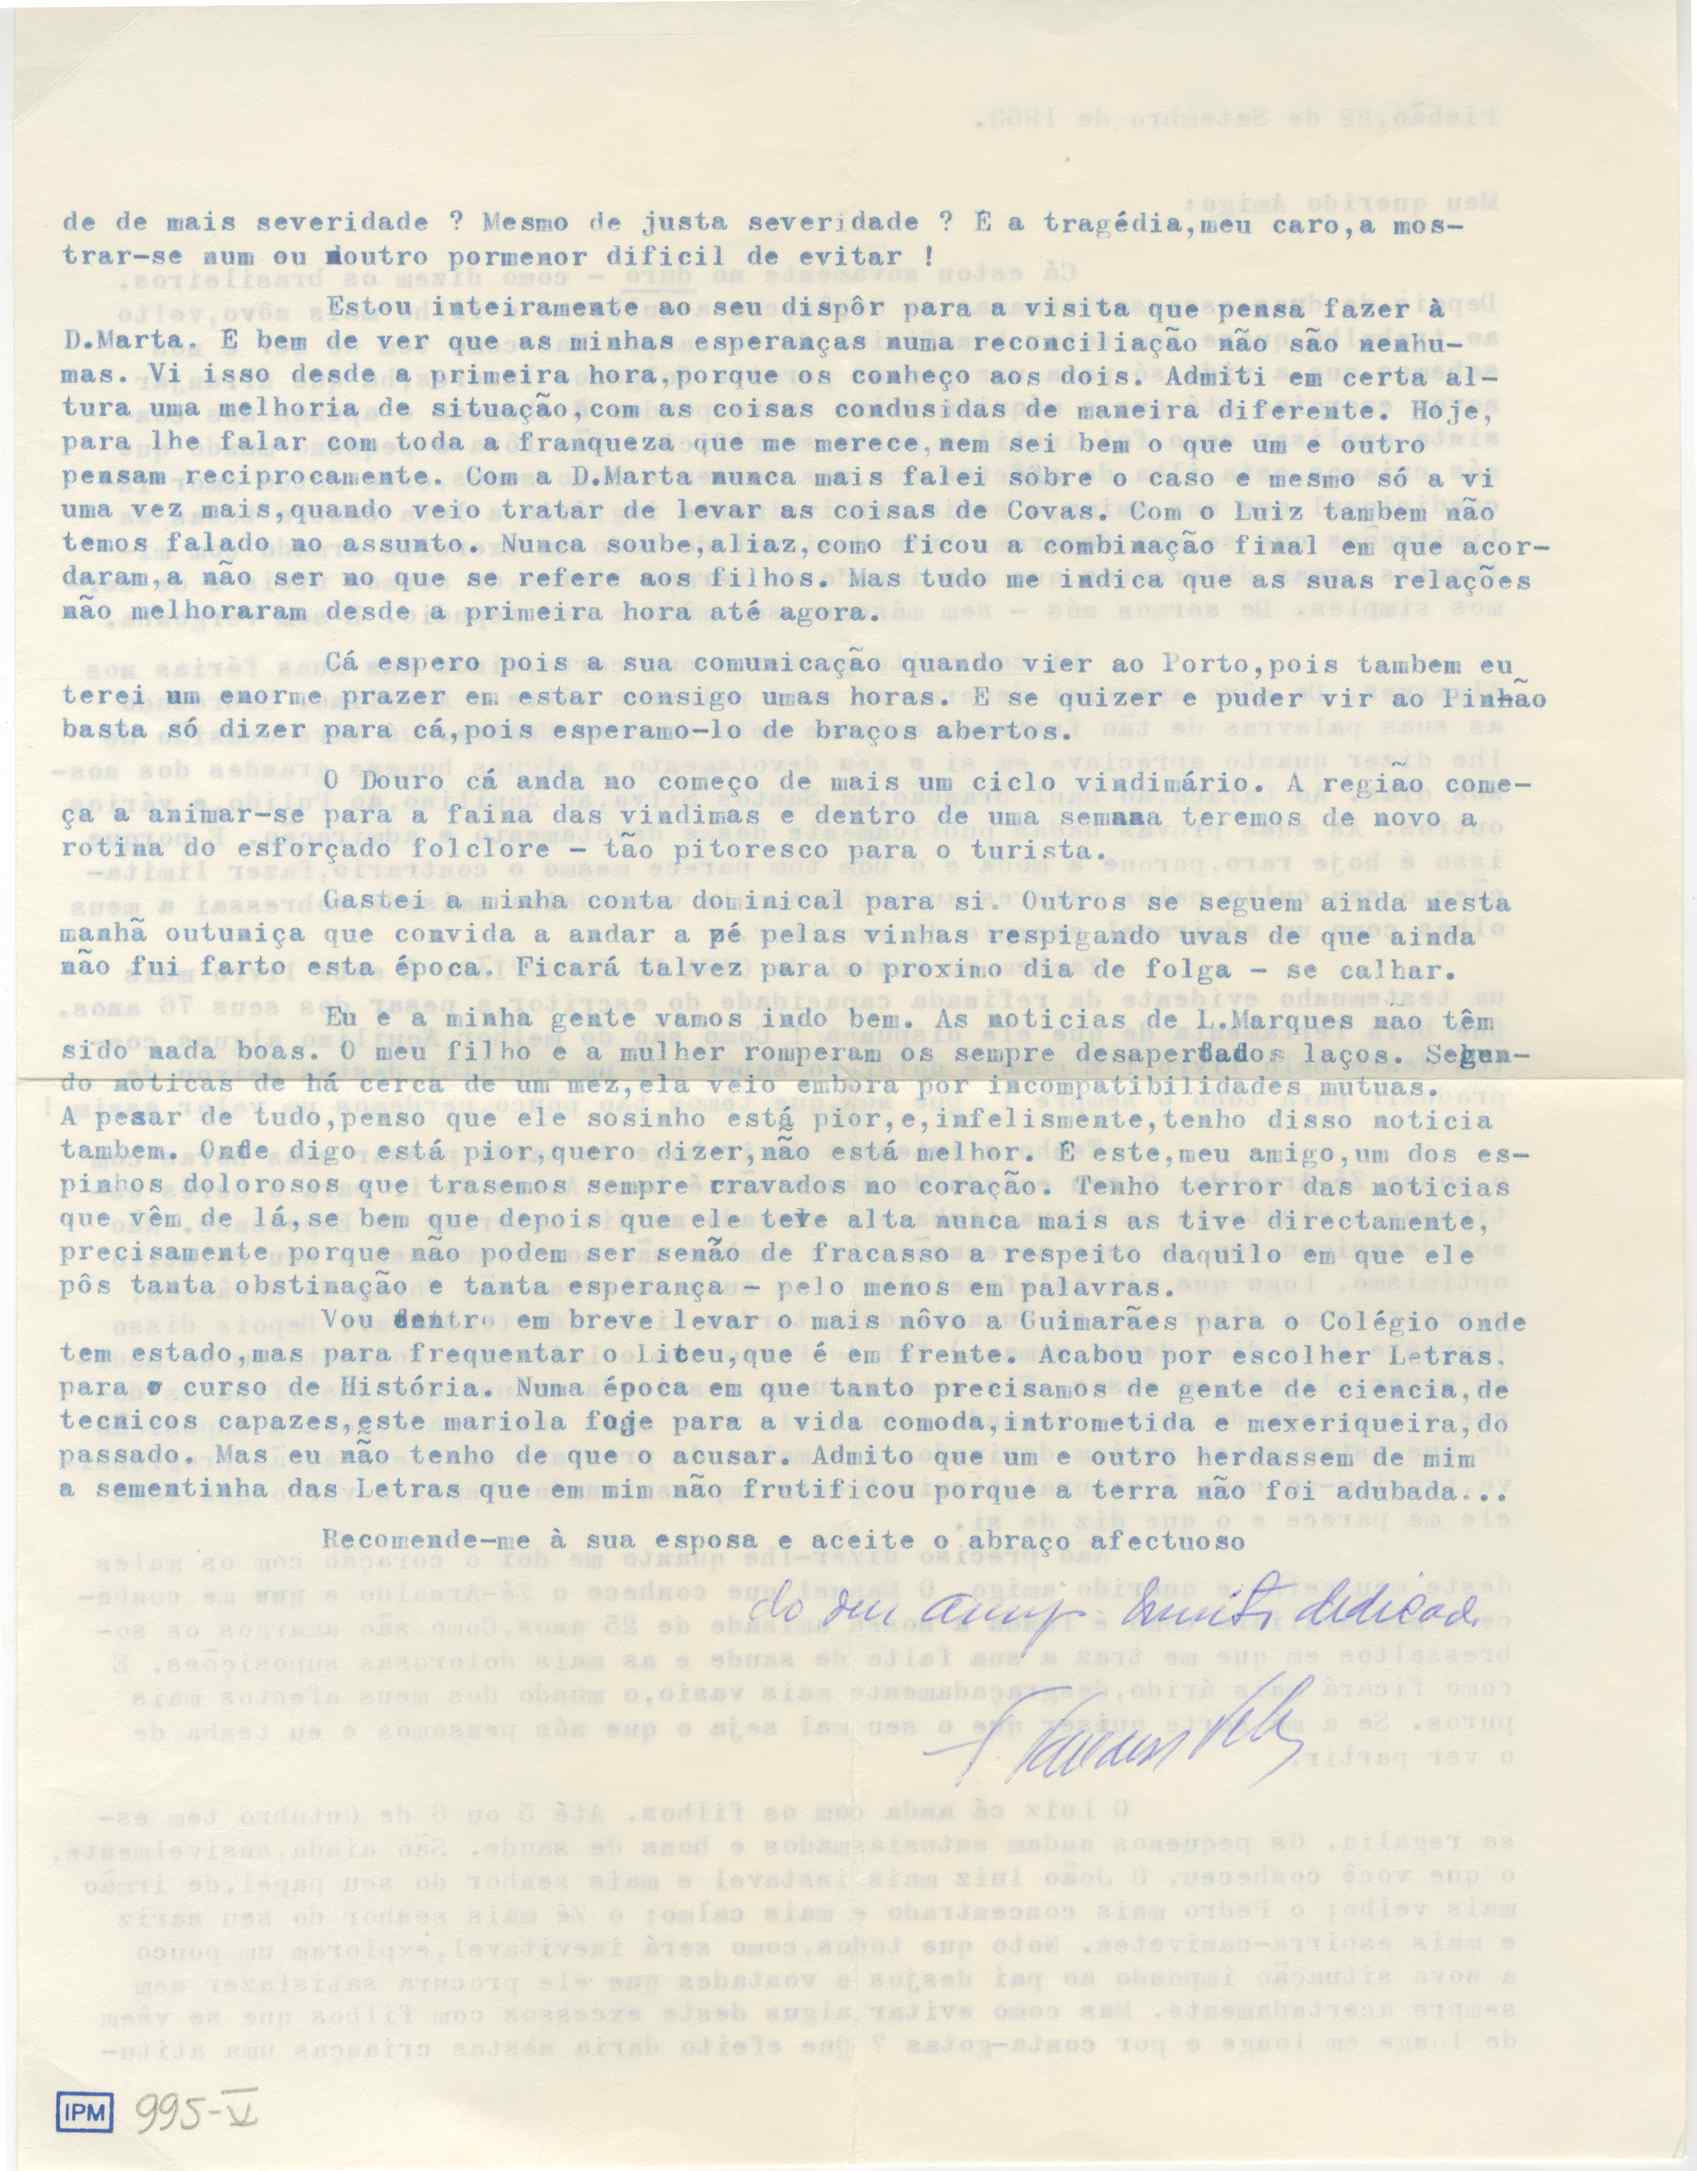 de de mais severidade ? Mesmo de justa severidade ? É a tragédia,meu caro,a mos-
trar-se num ou noutro pormenor dificil de evitar !
Estou inteiramente ao seu dispôr para a visita que pensa fazer à
D.Marta. É bem de ver que as minhas esperanças numa reconciliação não são nenhu-
mas. Vi isso desde a primeira hora,porque os conheço aos dois. Admiti em certa al-
tura uma melhoria de situação,com as coisas condusidas de maneira diferente. Hoje,
para lhe falar com toda a franqueza que me merece,nem sei bem o que um e outro
pensam reciprocamente. Com a D.Marta nunca mais falei sôbre o caso e mesmo só a vi
uma vez mais,quando veio tratar de levar as coisas de Covas. Com o Luiz tambem não
temos falado no assunto. Nunca soube,aliaz,como ficou a combinação final em que acor-
daram,a não ser no que se refere aos filhos. Mas tudo me indica que as suas relações
não melhoraram desde a primeira hora até agora.
Cá espero pois a sua comunicação quando vier ao Porto,pois tambem eu
terei um enorme prazer em estar consigo umas horas. E se quizer e puder vir ao Pinhão
basta só dizer para cá,pois esperamo-lo de braços abertos.
O Douro cá anda no começo de mais um ciclo vindimário. A região come-
ça a animar-se para a faina das vindimas e dentro de uma semana teremos de novo a
rotina do esforçado folclore - tão pitoresco para o turista.
Gastei a minha conta dominical para si. Outros se seguem ainda nesta
manhã outuniça que convida a andar a pé pelas vinhas respigando uvas de que ainda
não fui farto esta época. Ficará talvez para o proximo dia de folga - se calhar.
Eu e a minha gente vamos indo bem. As noticias de L.Marques nao têm
sido nada boas. O meu filho e a mulher romperam os sempre desapertados laços. Segun-
do noticas de há cerca de um mez,ela veio embora por incompatibilidades mutuas.
A pesar de tudo,penso que ele sosinho está pior,e,infelismente,tenho disso noticia
tambem. Onde digo está pior,quero dizer,não está melhor. É este,meu amigo,um dos es-
pinhos dolorosos que trasemos sempre cravados no coração. Tenho terror das noticias
que vêm de lá,se bem que depois que ele teve alta nunca mais as tive directamente,
precisamente porque não podem ser senão de fracasso a respeito daquilo em que ele
pôs tanta obstinação e tanta esperança - pelo menos em palavras.
Vou dentro em breve levar o mais nôvo a Guimarães para o Colégio onde
tem estado,mas para frequentar o liceu,que é em frente. Acabou por escolher Letras.
para o curso de História. Numa época em que tanto precisamos de gente de ciencia,de
tecnicos capazes,este mariola foge para a vida comoda,intrometida e mexeriqueira,do
passado. Mas eu não tenho de que o acusar. Admito que um e outro herdassem de mim
a sementinha das Letras que em mim não frutificou porque a terra não foi adubada...
Recomende-me à sua esposa e aceite o abraço afectuoso
do seu amigo muito dedicado
IPM 995-V